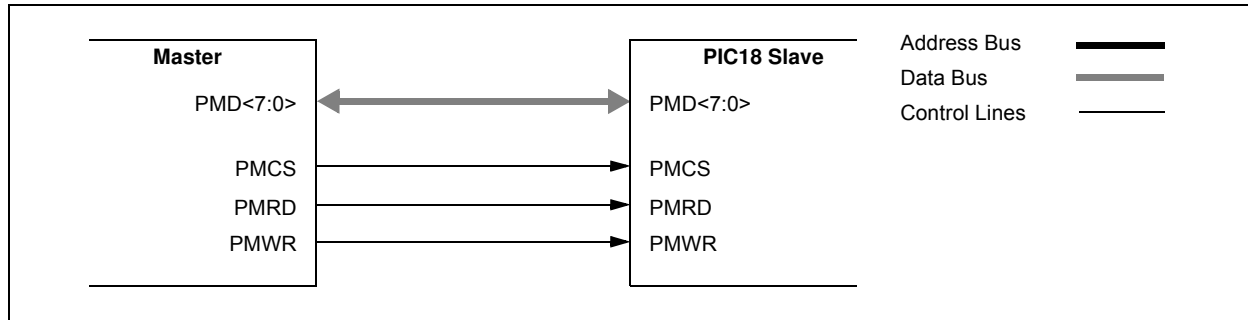 Master
PMD<7:0>
PMCS
PMRD
PMWR
PIC18 Slave
PMD<7:0>
PMCS
PMRD
PMWR
Address Bus
Data Bus
Control Lines